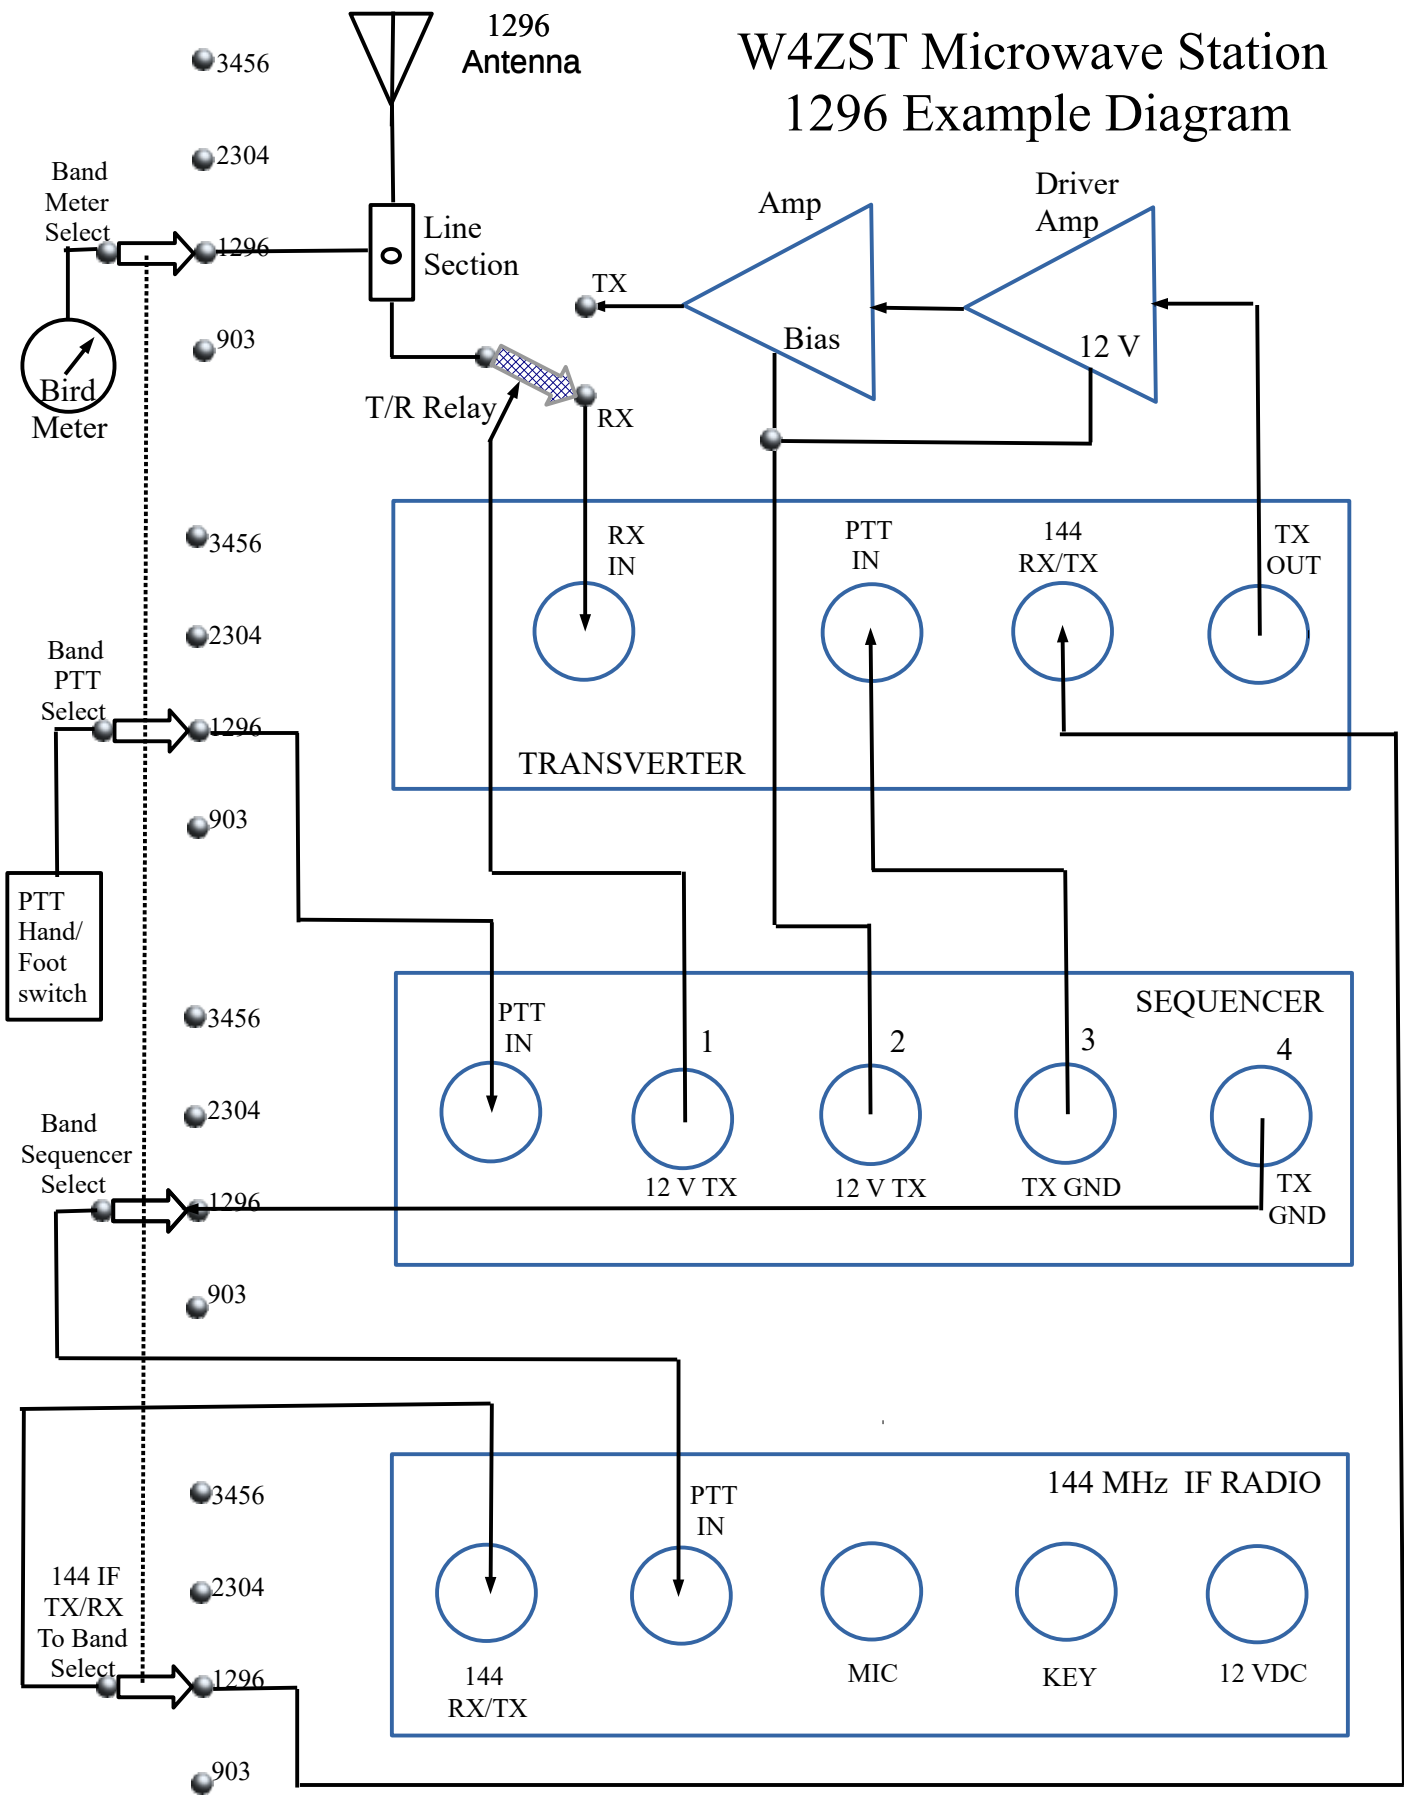 W4ZST Microwave Station
1296 Example Diagram
1296
Antenna
3456
2304
1296
903
Band
Meter
Select
Bird
Meter
Line
Section
T/R Relay
TX
RX
Amp
Bias
Driver
Amp
12 V
3456
2304
1296
903
Band
PTT
Select
PTT
Hand/
Foot
switch
RX
IN
PTT
IN
144
RX/TX
TX
OUT
TRANSVERTER
3456
2304
1296
903
Band
Sequencer
Select
SEQUENCER
PTT
IN
1
2
3
4
12 V TX
12 V TX
TX GND
TX
GND
3456
2304
1296
903
144 IF
TX/RX
To Band
Select
144 MHz IF RADIO
PTT
IN
144
RX/TX
MIC
KEY
12 VDC